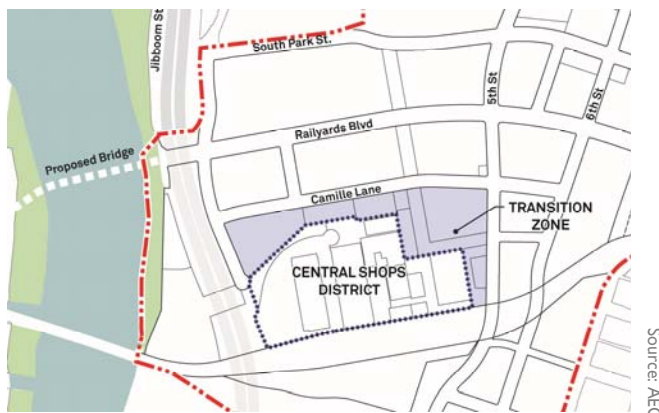 Jibboom St
South Park St.
5th St
6th St
Railyards Blvd
Proposed Bridge
Camille Lane
TRANSITION
ZONE
CENTRAL SHOPS
DISTRICT
Source: